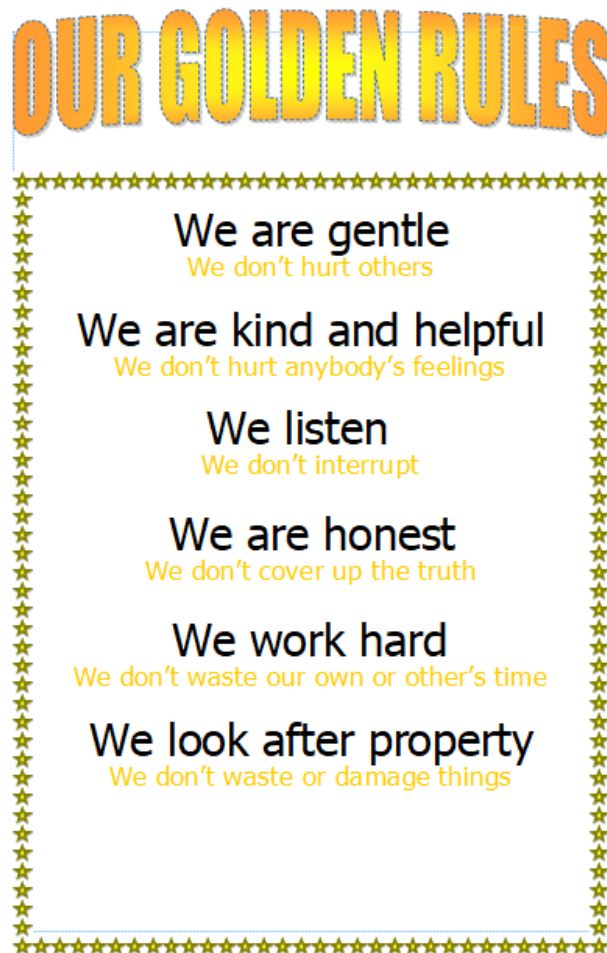 OUR GOLDEN RULES
We are gentle
We don't hurt others
We are kind and helpful
We don't hurt anybody's feelings
We listen
We don't interrupt
We are honest
We don't cover up the truth
We work hard
We don't waste our own or other's time
We look after property
We don't waste or damage things